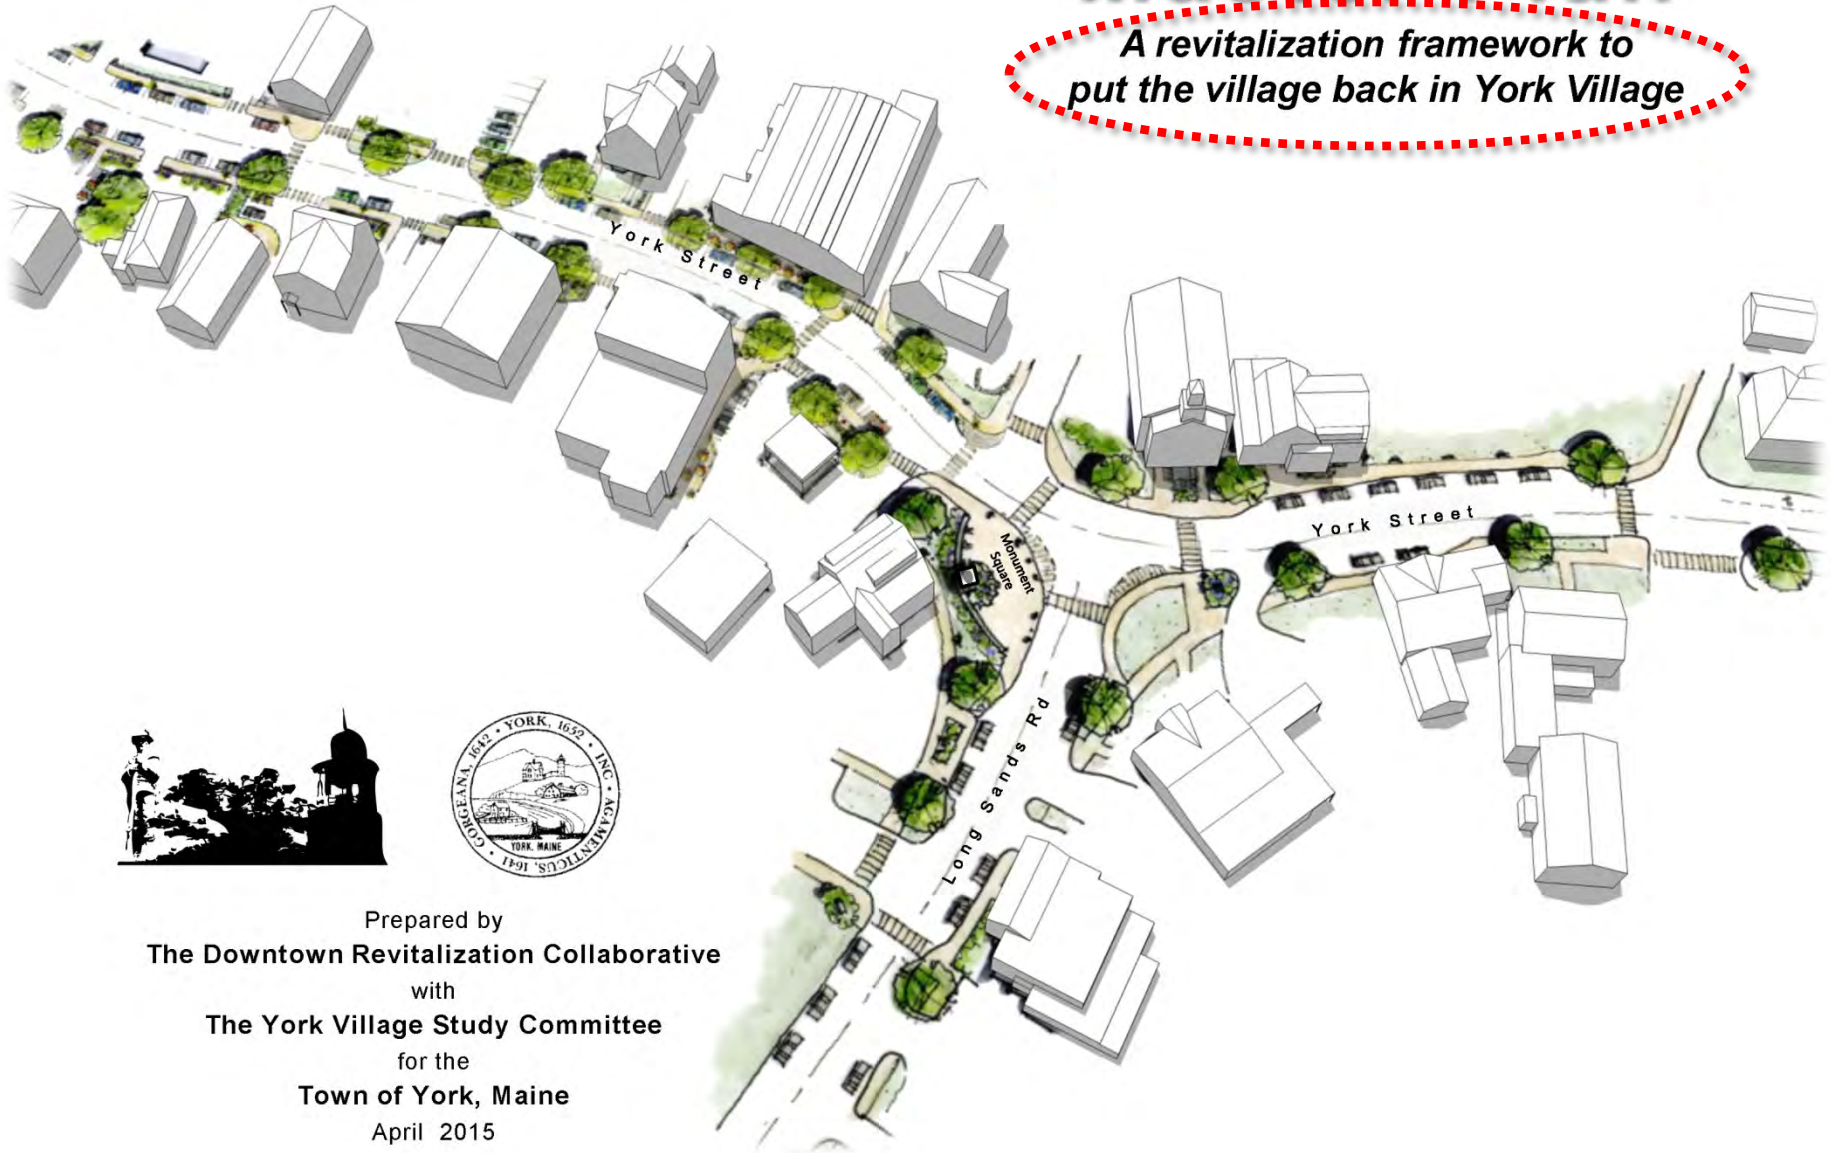 A revitalization framework to
put the village back in York Village
York Street
York Street
Monument
Square
Long Sands Rd
GORGEANA, 1642 • YORK, 1652 • INC • AGAMENTICUS, 1641 •
YORK, MAINE
Prepared by
The Downtown Revitalization Collaborative
with
The York Village Study Committee
for the
Town of York, Maine
April 2015